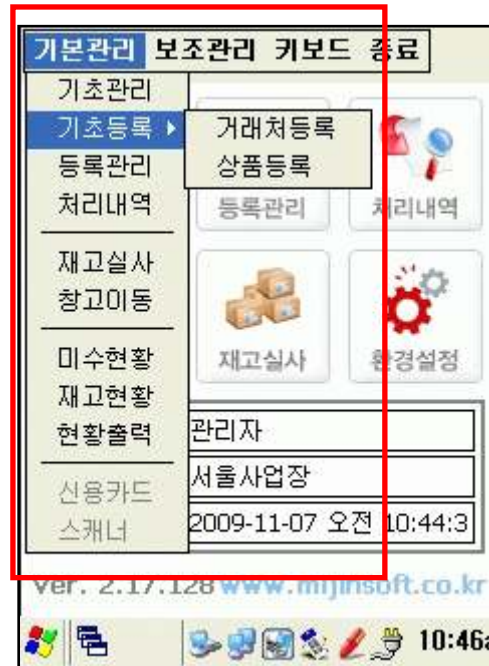 기본관리 보조관리 키보드 종료
기초관리
기초등록
거래처등록
등록관리
상품등록
처리내역
등록관리
처리내역
재고실사
창고이동
미수현황
재고실사
환경설정
재고현황
현황출력
관리자
신용카드
서울사업장
스캐너
2009-11-07 오전 10:44:3
ver. 2.17.128 www.mijinsoft.co.kr
10:46a